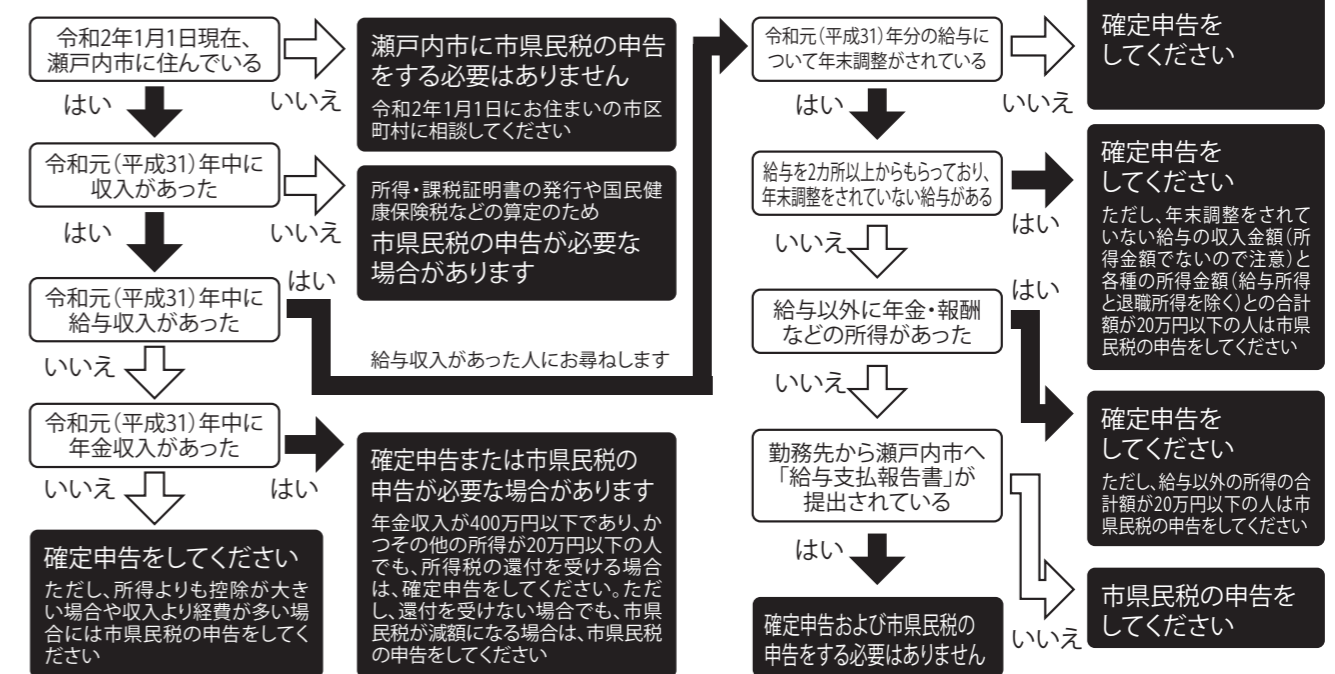 令和2年1月1日現在、
瀬戸内市に住んでいる
はい
いいえ
瀬戸内市に市県民税の申告
をする必要はありません
令和2年1月1日にお住まいの市区
町村に相談してください
令和元(平成31)年中に
収入があった
はい
いいえ
所得・課税証明書の発行や国民健
康保険税などの算定のため
市県民税の申告が必要な
場合があります
令和元(平成31)年中に
給与収入があった
はい
いいえ
給与収入があった人にお尋ねします
令和元(平成31)年中に
年金収入があった
いいえ
はい
確定申告をしてください
ただし、所得よりも控除が大き
い場合や収入より経費が多い場
合には市県民税の申告をしてく
ださい
確定申告または市県民税の
申告が必要な場合があります
年金収入が400万円以下であり、か
つその他の所得が20万円以下の人
でも、所得税の還付を受ける場合
は、確定申告をしてください。ただ
し、還付を受けない場合でも、市県
民税が減額になる場合は、市県民税
の申告をしてください
令和元(平成31)年分の給与に
ついて年末調整がされている
はい
いいえ
確定申告を
してください
給与を2カ所以上からもらっており、
年末調整をされていない給与がある
はい
いいえ
確定申告を
してください
ただし、年末調整をされて
いない給与の収入金額(所
得金額でないので注意)と
各種の所得金額(給与所得
と退職所得を除く)との合計
額が20万円以下の人は市県
民税の申告をしてください
給与以外に年金・報酬
などの所得があった
はい
いいえ
確定申告を
してください
ただし、給与以外の所得の合
計額が20万円以下の人は市
県民税の申告をしてください
勤務先から瀬戸内市へ
「給与支払報告書」が
提出されている
はい
いいえ
確定申告および市県民税の
申告をする必要はありません
市県民税の申告を
してください